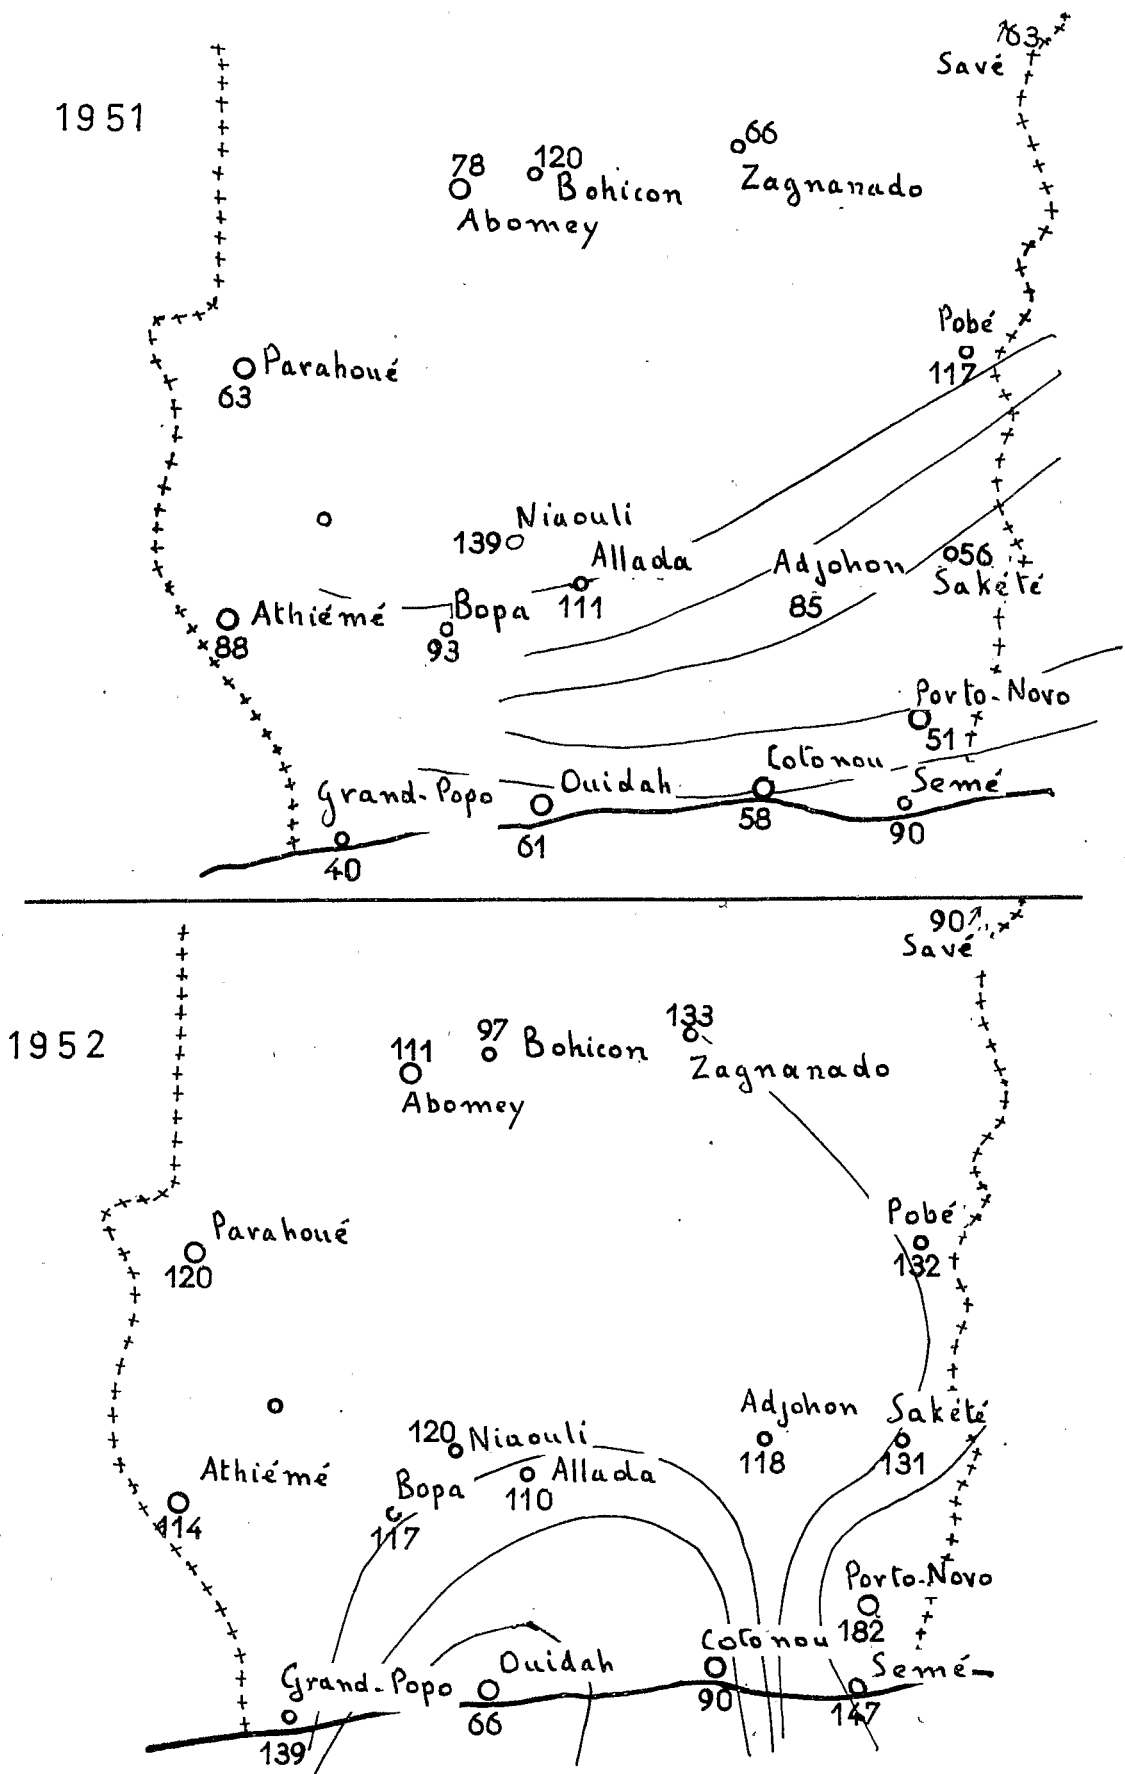 1951
63
Savé
66
Zagnanado
120
Bohicon
78
Abomey
Pobé
117
Parahoué
63
Niaouli
139
Allada
111
Adjohon
85
56
Sakété
Athiémé
88
Bopa
93
Porto-Novo
51
Cotonou
58
Semé
90
Ouidah
61
Grand-Popo
40
1952
90
Savé
133
Zagnanado
97
Bohicon
111
Abomey
Pobé
132
Parahoué
120
Adjohon
118
Sakété
131
120
Niaouli
Allada
110
Athiémé
114
Bopa
117
Porto-Novo
182
Cotonou
90
Semé
147
Ouidah
66
Grand-Popo
139